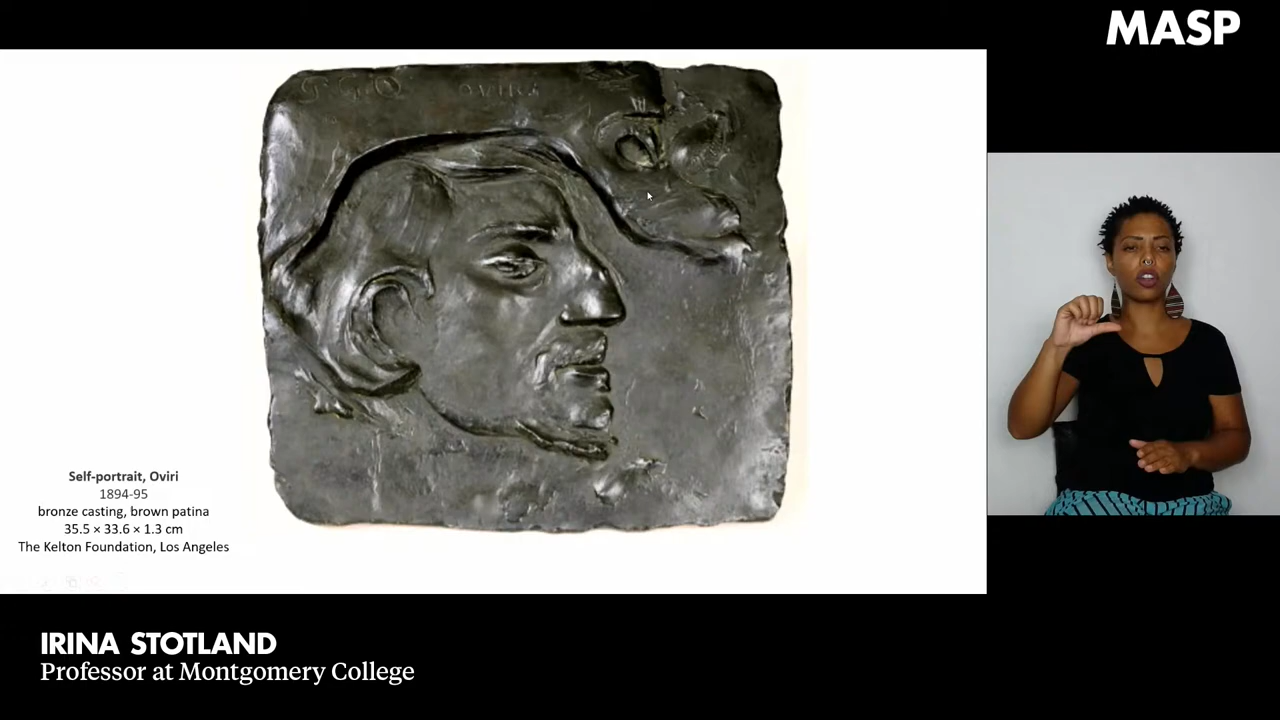 MASP
OVIRI
Self-portrait, Oviri
1894-95
bronze casting, brown patina
35.5 × 33.6 × 1.3 cm
The Kelton Foundation, Los Angeles
IRINA STOTLAND
Professor at Montgomery College